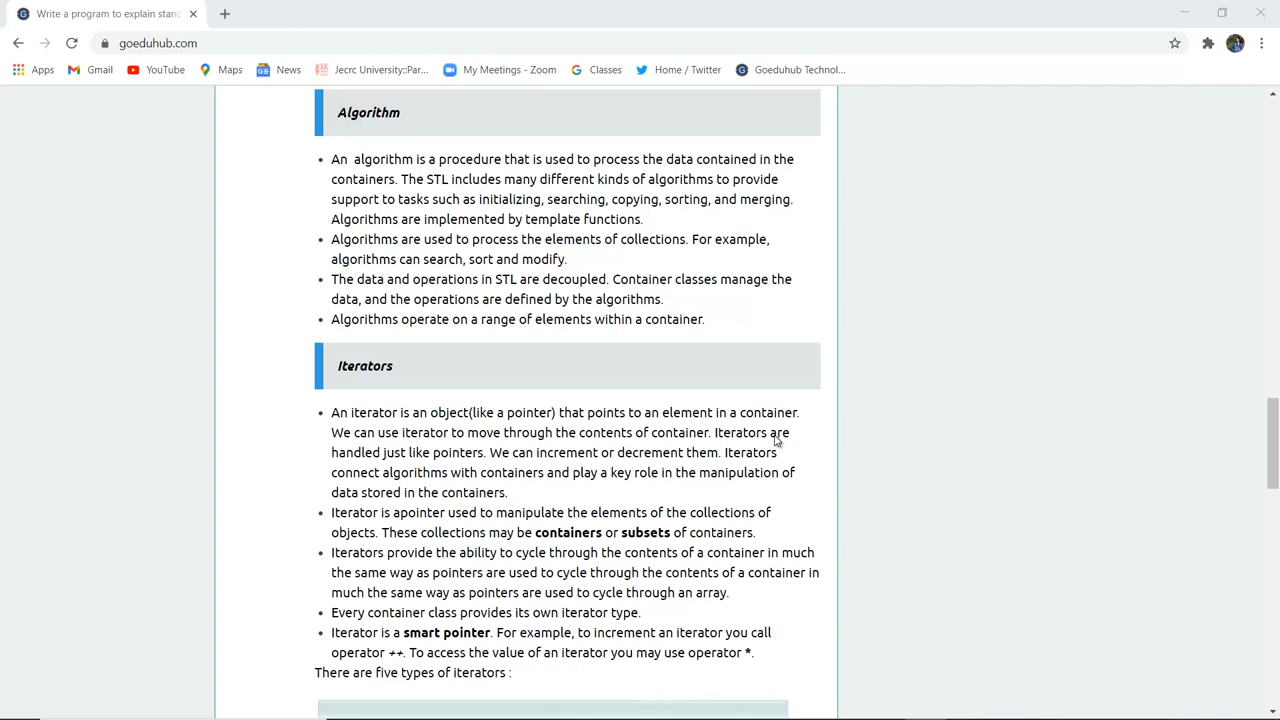 Write a program to explain stan
goeduhub.com
Apps Gmail YouTube Maps News Jecrc University::Par... My Meetings - Zoom Classes Home / Twitter Goeduhub Technol...
Algorithm
• An algorithm is a procedure that is used to process the data contained in the
containers. The STL includes many different kinds of algorithms to provide
support to tasks such as initializing, searching, copying, sorting, and merging.
Algorithms are implemented by template functions.
• Algorithms are used to process the elements of collections. For example,
algorithms can search, sort and modify.
• The data and operations in STL are decoupled. Container classes manage the
data, and the operations are defined by the algorithms.
• Algorithms operate on a range of elements within a container.
Iterators
• An iterator is an object(like a pointer) that points to an element in a container.
We can use iterator to move through the contents of container. Iterators are
handled just like pointers. We can increment or decrement them. Iterators
connect algorithms with containers and play a key role in the manipulation of
data stored in the containers.
• Iterator is apointer used to manipulate the elements of the collections of
objects. These collections may be containers or subsets of containers.
• Iterators provide the ability to cycle through the contents of a container in much
the same way as pointers are used to cycle through the contents of a container in
much the same way as pointers are used to cycle through an array.
• Every container class provides its own iterator type.
• Iterator is a smart pointer. For example, to increment an iterator you call
operator ++. To access the value of an iterator you may use operator *.
There are five types of iterators :